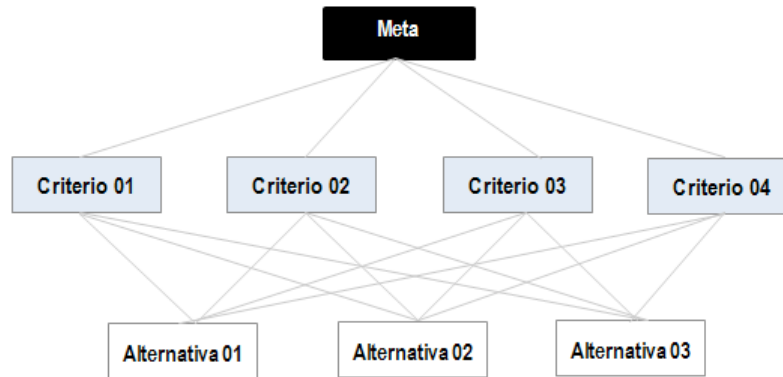 Meta
Criterio 01
Criterio 02
Criterio 03
Criterio 04
Alternativa 01
Alternativa 02
Alternativa 03